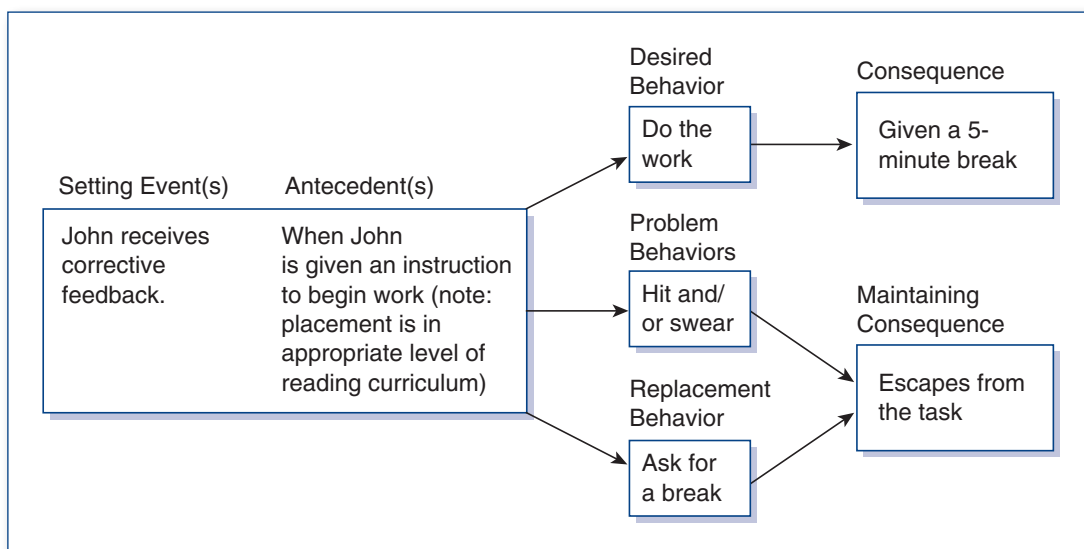 Setting Event(s)
Antecedent(s)
John receives
corrective
feedback.
When John
is given an instruction
to begin work (note:
placement is in
appropriate level of
reading curriculum)
Desired
Behavior
Do the
work
Consequence
Given a 5-
minute break
Problem
Behaviors
Hit and/
or swear
Maintaining
Consequence
Escapes from
the task
Replacement
Behavior
Ask for
a break